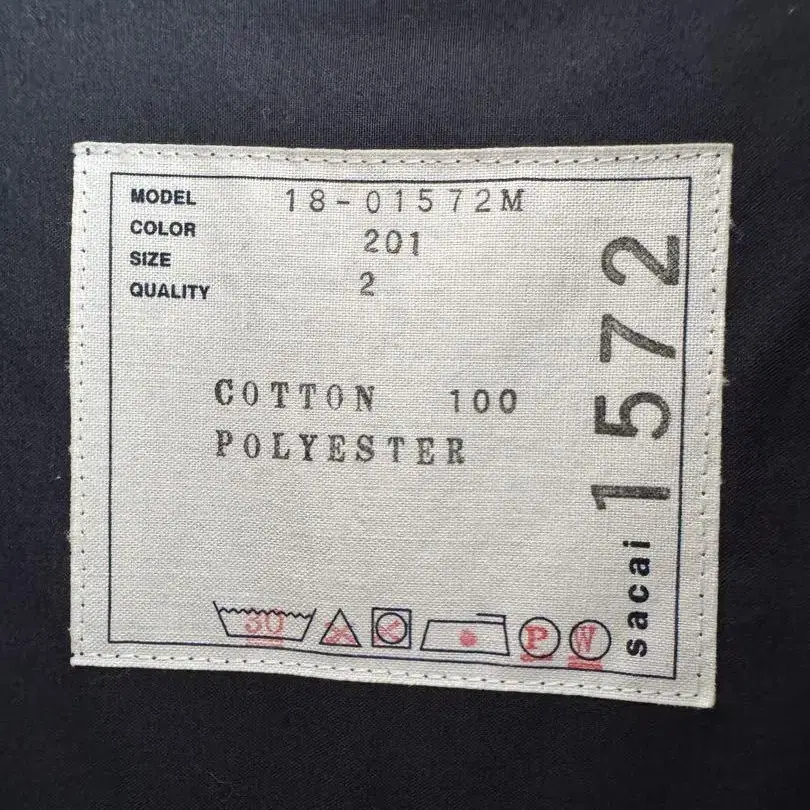 MODEL 18-01572M
COLOR 201
SIZE 2
QUALITY
COTTON 100
POLYESTER
30 P W
sacai 1572